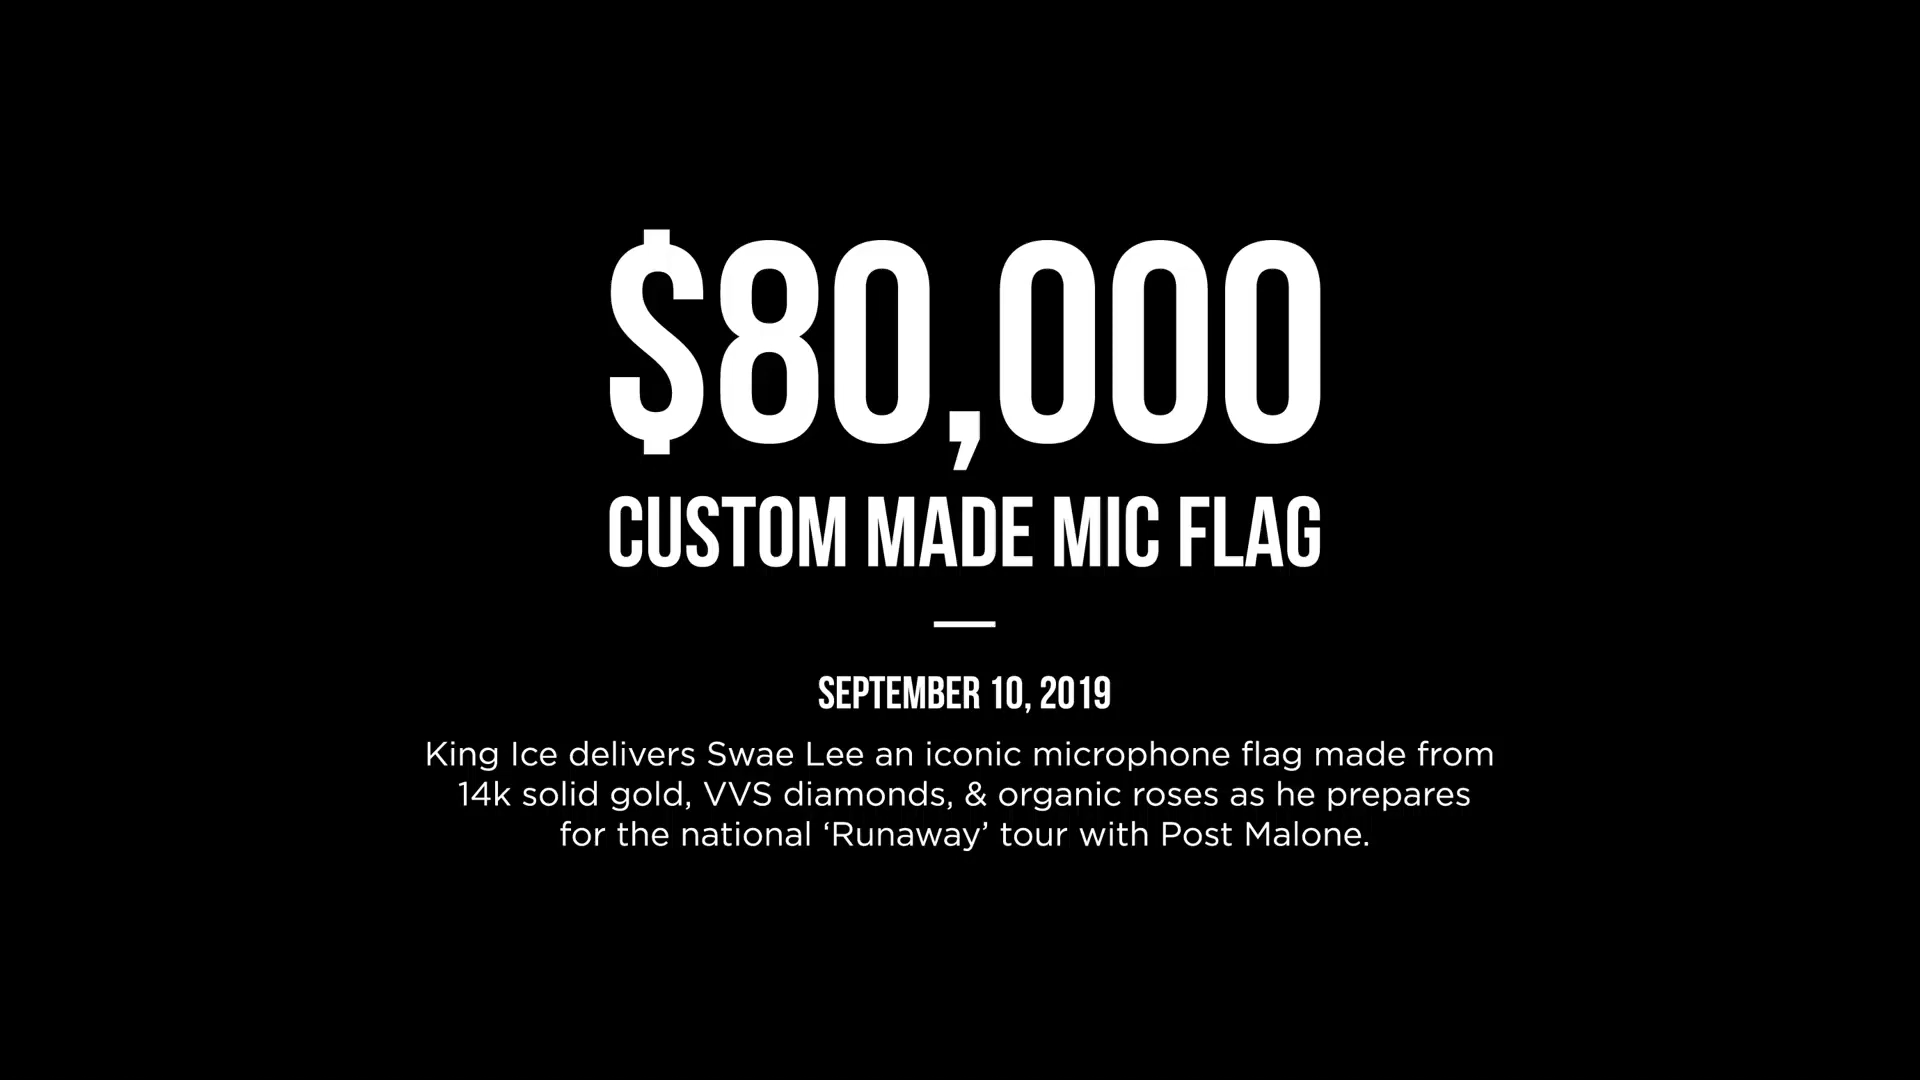 $80,000
CUSTOM MADE MIC FLAG
SEPTEMBER 10, 2019
King Ice delivers Swae Lee an iconic microphone flag made from
14k solid gold, VVS diamonds, & organic roses as he prepares
for the national ‘Runaway’ tour with Post Malone.